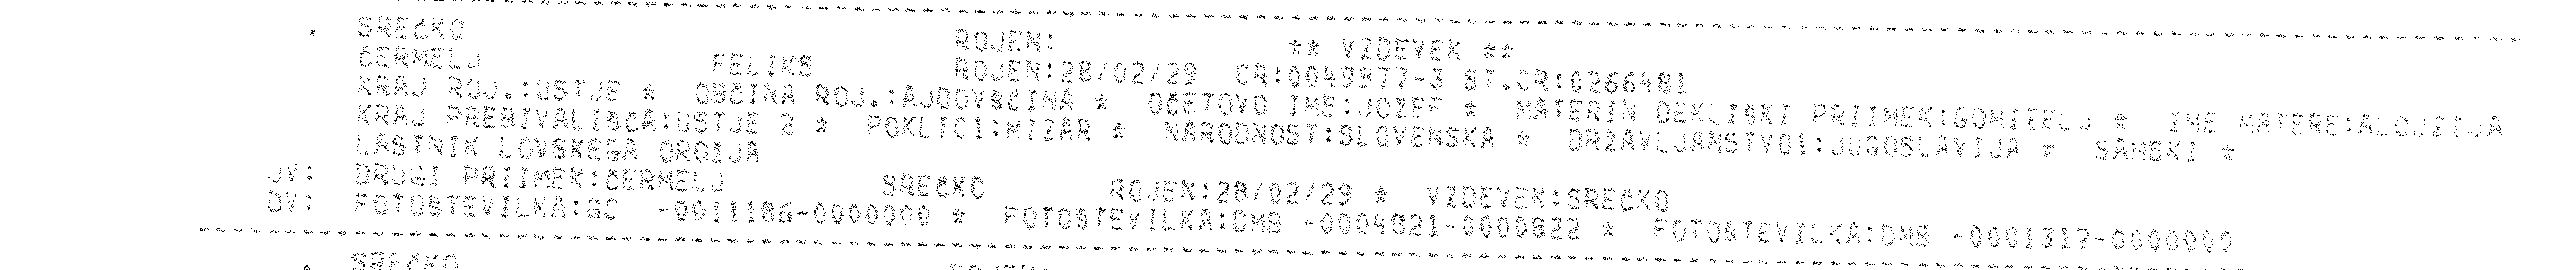 . SREČKO ROJEN: ** VZDEVEK **
ČERMELJ FELIKS ROJEN:28/02/29 CR:0049977-3 ST.CR:0266481
KRAJ ROJ.:USTJE * OBČINA ROJ.:AJDOVŠČINA * OČETOVO IME:JOŽEF * MATERIN DEKLIŠKI PRIIMEK:GOMIZELJ * IME MATERE:ALOJZIJA
KRAJ PREBIVALIŠČA:USTJE 2 * POKLIC1:MIZAR * NARODNOST:SLOVENSKA * DRŽAVLJANSTVO1:JUGOSLAVIJA * SAMSKI *
LASTNIK LOVSKEGA OROŽJA
JV: DRUGI PRIIMEK:ČERMELJ SREČKO ROJEN:28/02/29 * VZDEVEK:SREČKO
DV: FOTOŠTEVILKA:GC -0011186-0000000 * FOTOŠTEVILKA:DMB -0004821-0000822 * FOTOŠTEVILKA:DMB -0001312-0000000
. SREČKO ROJEN: